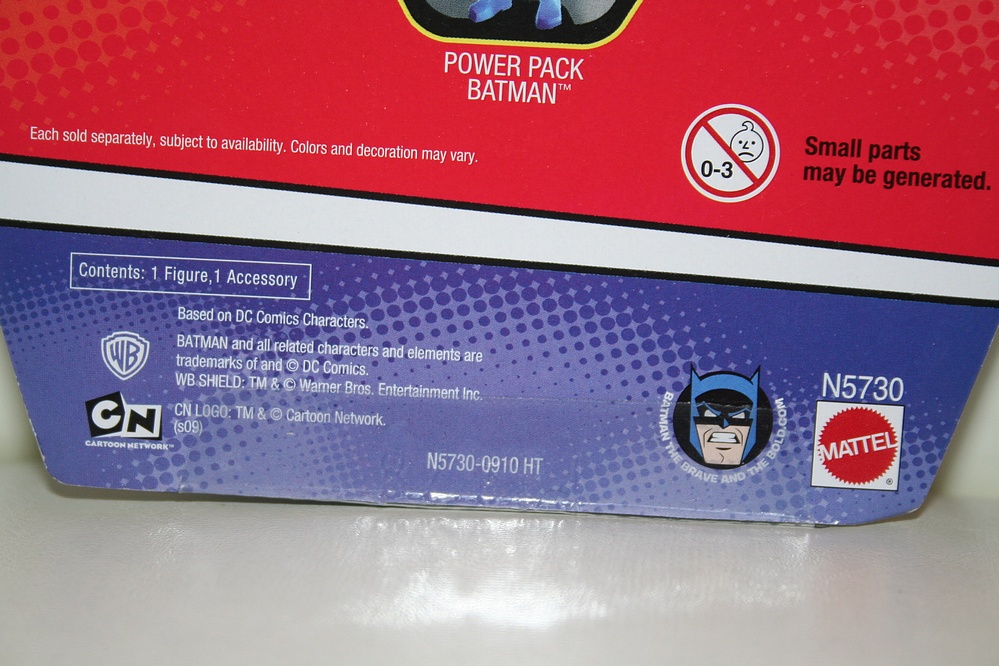 POWER PACK
BATMAN™
Each sold separately, subject to availability. Colors and decoration may vary.
0-3
Small parts
may be generated.
Contents: 1 Figure,1 Accessory
Based on DC Comics Characters.
WB
BATMAN and all related characters and elements are
trademarks of and © DC Comics.
WB SHIELD: TM & © Warner Bros. Entertainment Inc.
CN
CARTOON NETWORK™
CN LOGO: TM & © Cartoon Network.
(s09)
N5730-0910 HT
BATMAN THE BRAVE AND THE BOLD.COM
N5730
MATTEL
®